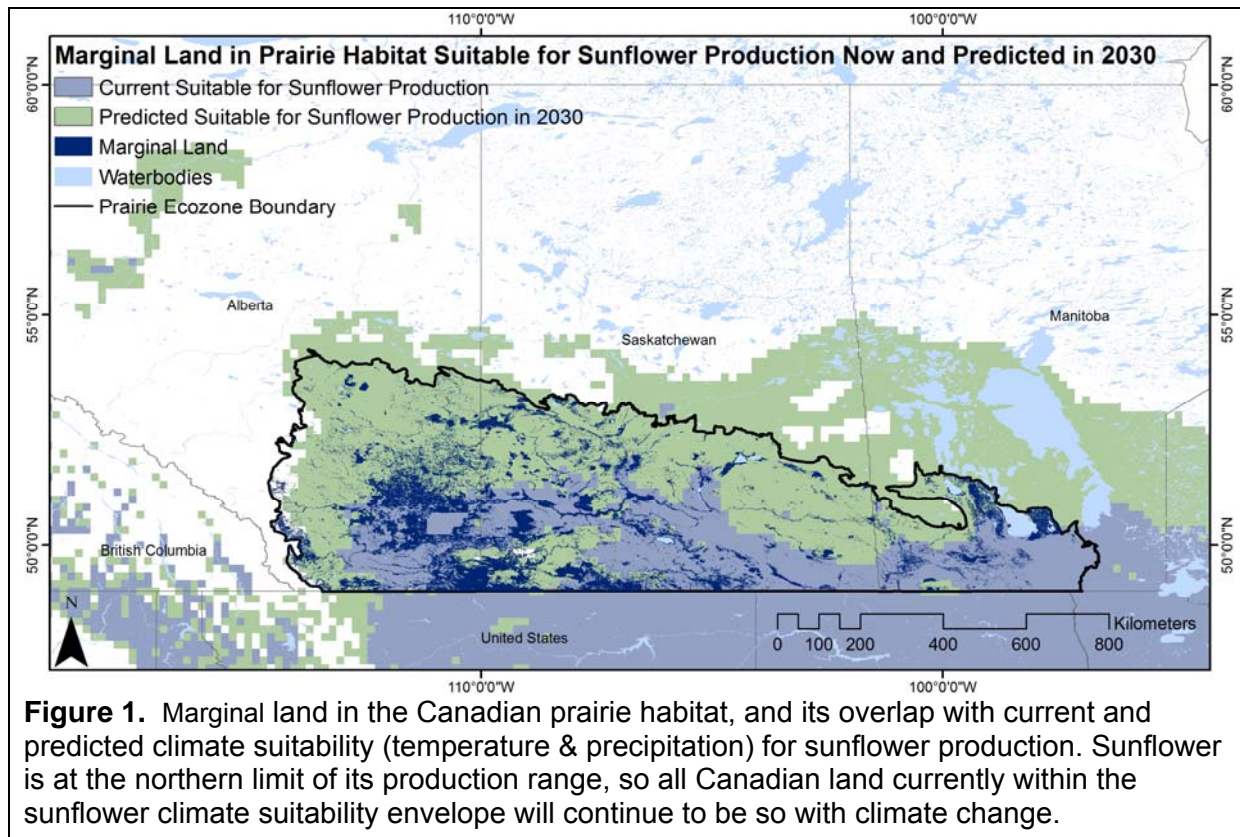 110°0'0"W 100°0'0"W
Marginal Land in Prairie Habitat Suitable for Sunflower Production Now and Predicted in 2030
Current Suitable for Sunflower Production
Predicted Suitable for Sunflower Production in 2030
Marginal Land
Waterbodies
Prairie Ecozone Boundary
60°0'0"N 60°0'0"N
55°0'0"N 55°0'0"N
Alberta
Saskatchewan
Manitoba
50°0'0"N 50°0'0"N
British Columbia
N
United States
Kilometers
0 100 200 400 600 800
110°0'0"W 100°0'0"W
Figure 1. Marginal land in the Canadian prairie habitat, and its overlap with current and
predicted climate suitability (temperature & precipitation) for sunflower production. Sunflower
is at the northern limit of its production range, so all Canadian land currently within the
sunflower climate suitability envelope will continue to be so with climate change.